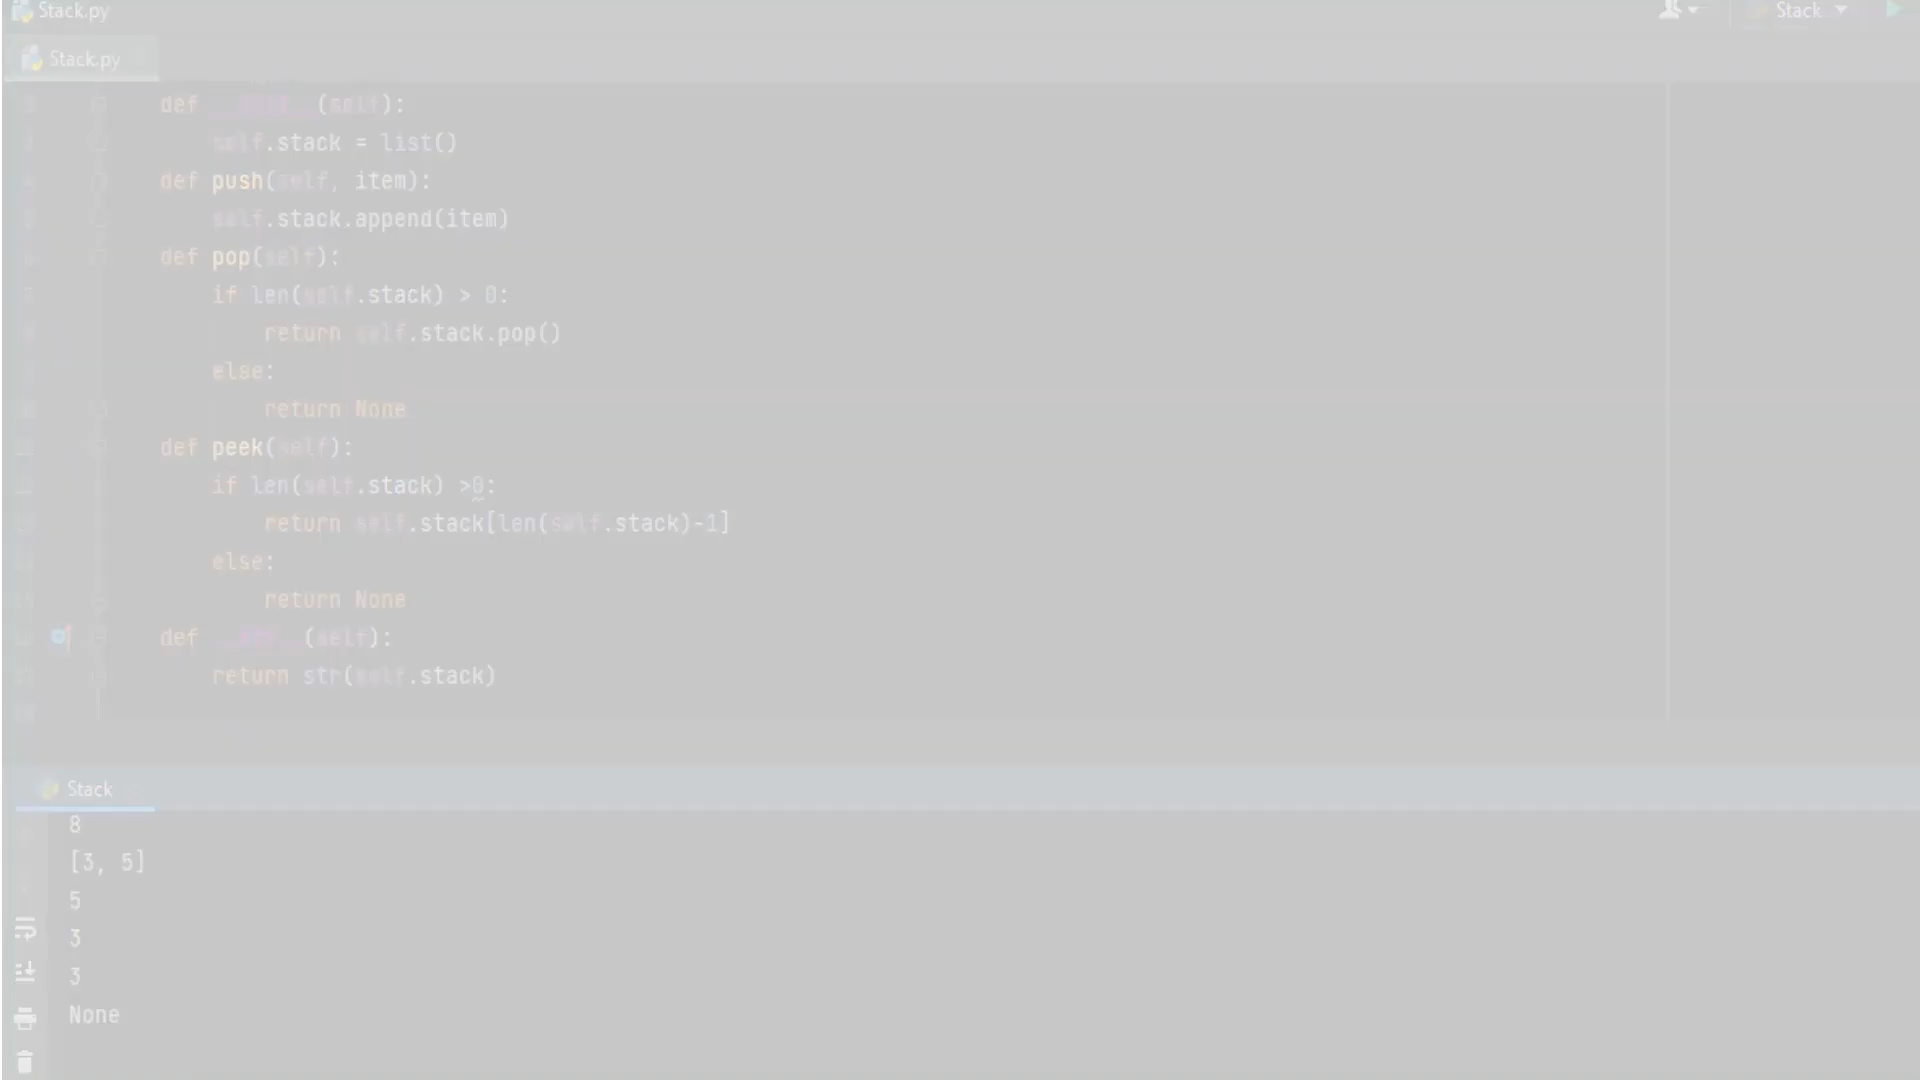 Stack.py
Stack
Stack.py
def (self):
self.stack = list()
def push(self, item):
self.stack.append(item)
def pop(self):
if len(self.stack) > 0:
return self.stack.pop()
else:
return None
def peek(self):
if len(self.stack) >0:
return self.stack[len(self.stack)-1]
else:
return None
def (self):
return str(self.stack)
Stack
8
[3, 5]
5
3
3
None